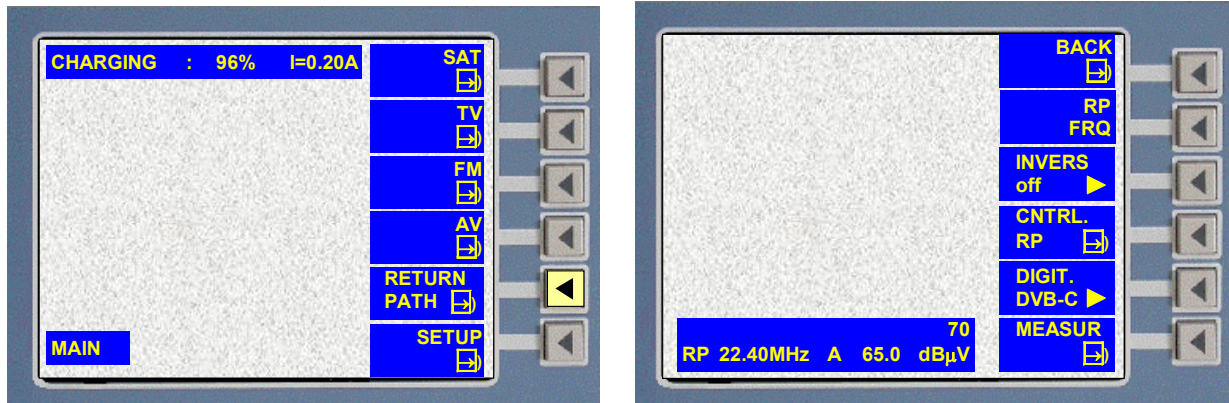 CHARGING : 96% I=0.20A
SAT
TV
FM
AV
RETURN
PATH
SETUP
MAIN
BACK
RP
FRQ
INVERS
off
CNTRL.
RP
DIGIT.
DVB-C
MEASUR
70
RP 22.40MHz A 65.0 dBμV